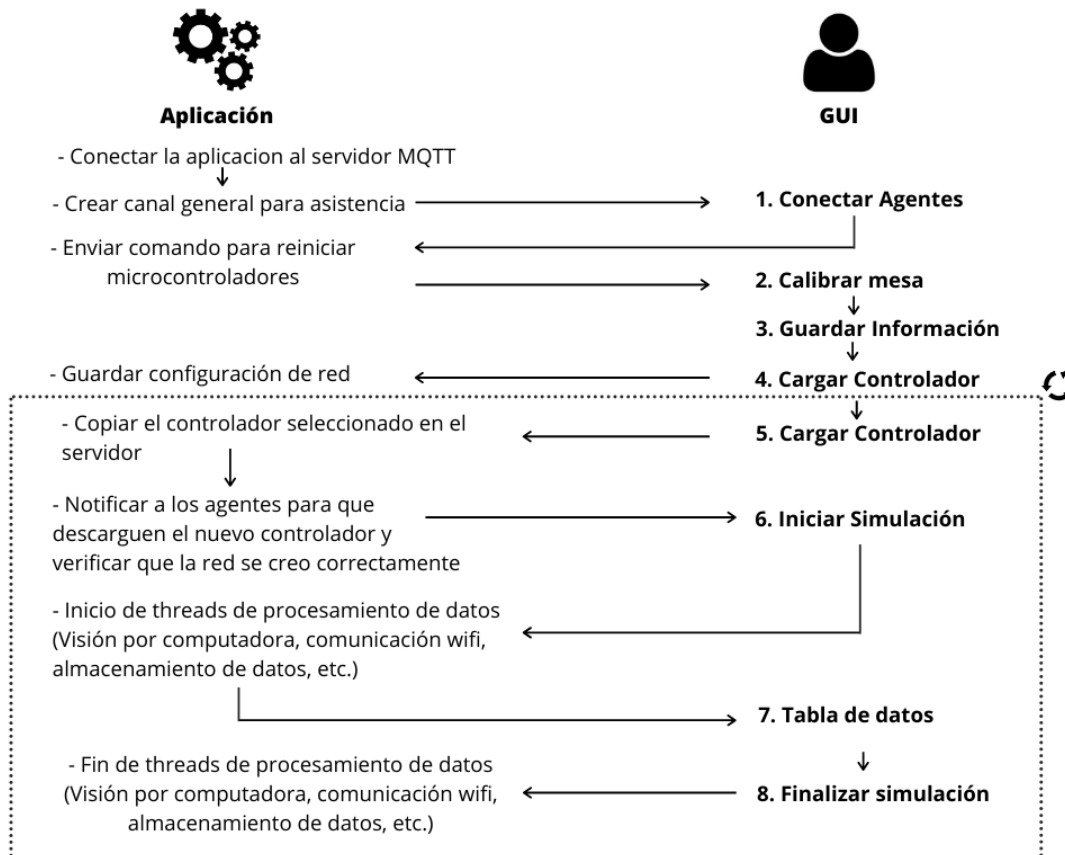 Aplicación
GUI
- Conectar la aplicacion al servidor MQTT
- Crear canal general para asistencia
1. Conectar Agentes
- Enviar comando para reiniciar
microcontroladores
2. Calibrar mesa
3. Guardar Información
- Guardar configuración de red
4. Cargar Controlador
- Copiar el controlador seleccionado en el
servidor
5. Cargar Controlador
- Notificar a los agentes para que
descarguen el nuevo controlador y
verificar que la red se creo correctamente
6. Iniciar Simulación
- Inicio de threads de procesamiento de datos
(Visión por computadora, comunicación wifi,
almacenamiento de datos, etc.)
7. Tabla de datos
- Fin de threads de procesamiento de datos
(Visión por computadora, comunicación wifi,
almacenamiento de datos, etc.)
8. Finalizar simulación